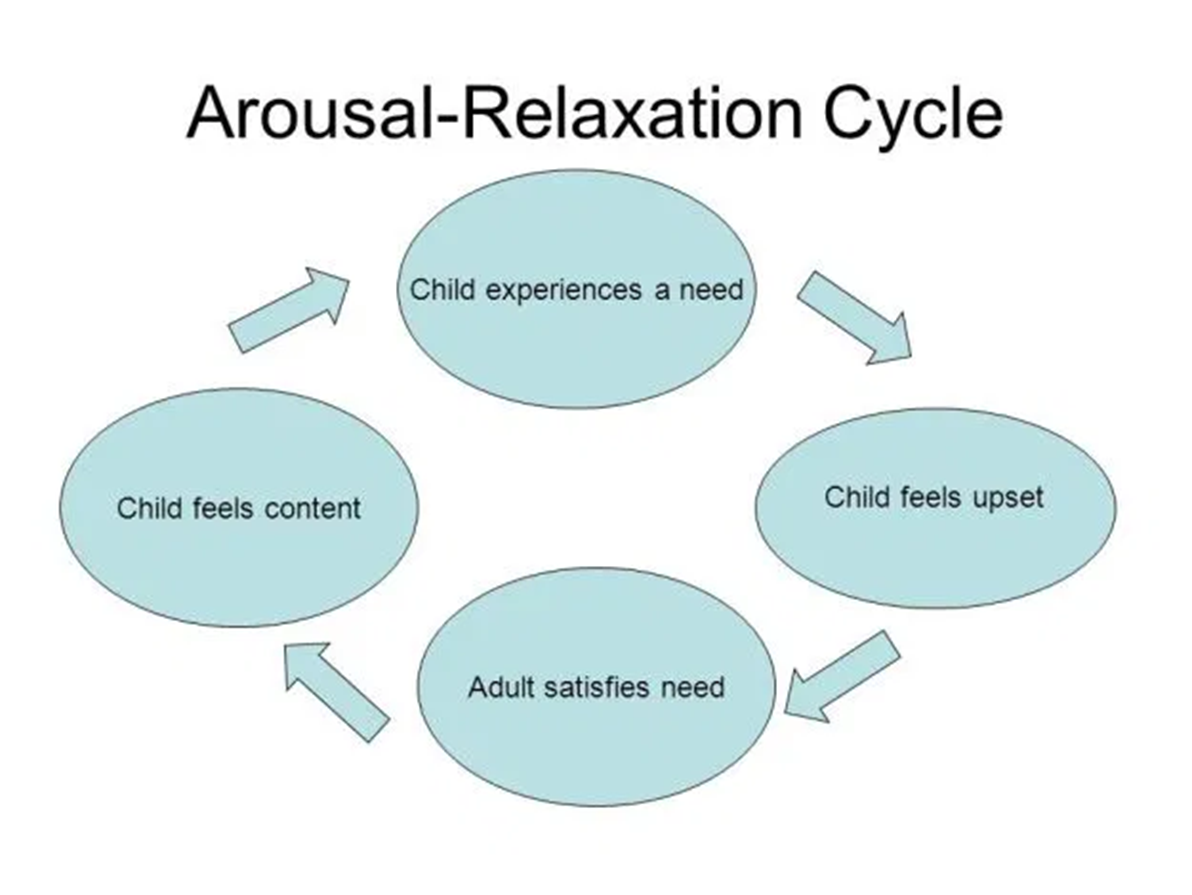 Arousal-Relaxation Cycle
Child experiences a need
Child feels upset
Adult satisfies need
Child feels content